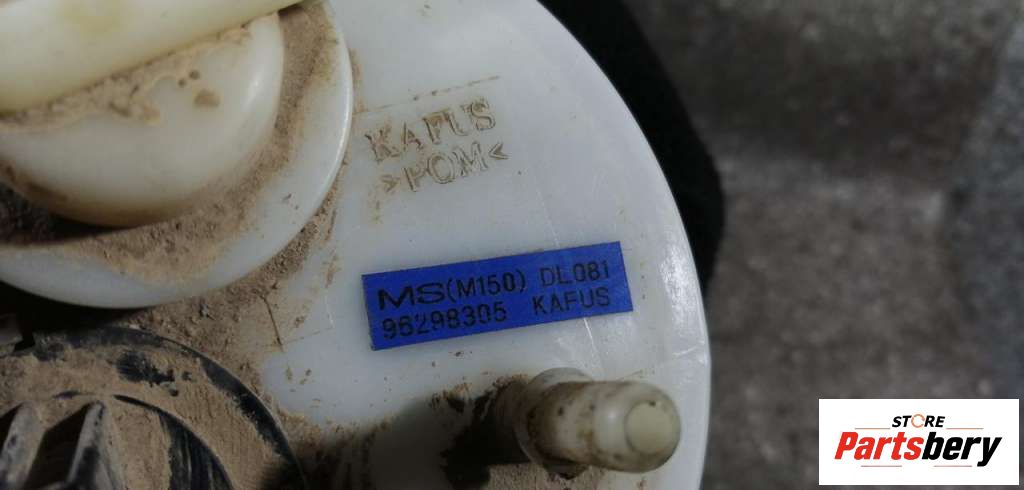 KAFUS
>POM<
MS(M150) DL081
96298305 KAFUS
STORE
Partsbery